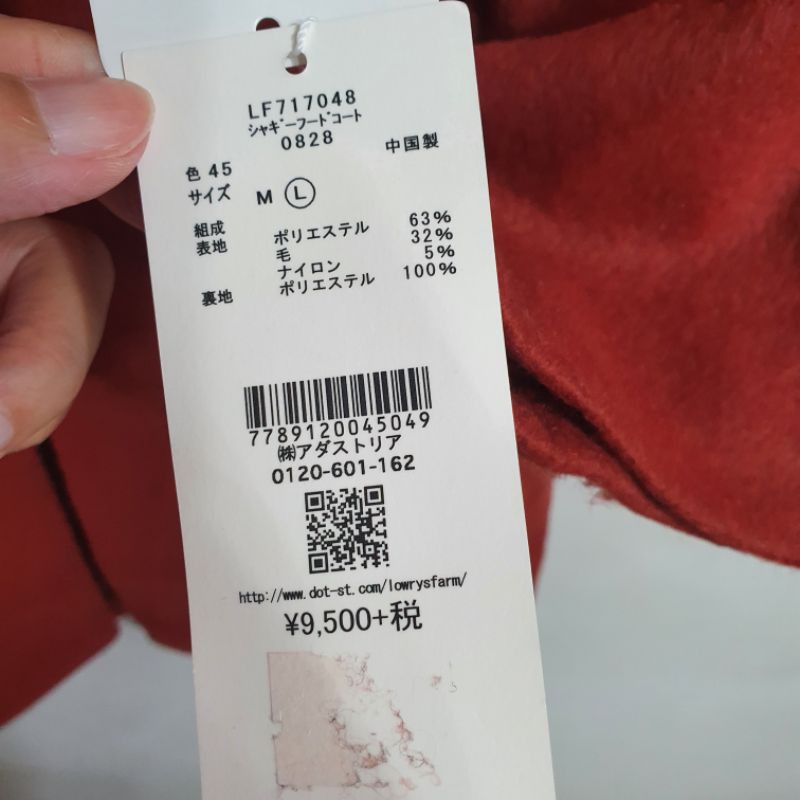 LF717048
シャギーフードコート
0828
中国製
色 45
サイズ M L
組成
表地 ポリエステル 63%
毛 32%
ナイロン 5%
裏地 ポリエステル 100%
7789120045049
㈱アダストリア
0120-601-162
http://www.dot-st.com/lowrysfarm/
¥9,500+税